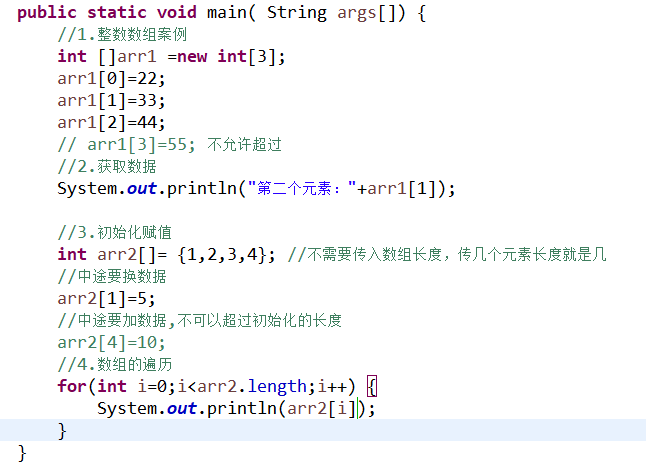 public static void main( String args[]) {
//1.整数数组案例
int []arr1 =new int[3];
arr1[0]=22;
arr1[1]=33;
arr1[2]=44;
// arr1[3]=55; 不允许超过
//2.获取数据
System.out.println("第二个元素："+arr1[1]);
//3.初始化赋值
int arr2[]= {1,2,3,4}; //不需要传入数组长度，传几个元素长度就是几
//中途要换数据
arr2[1]=5;
//中途要加数据,不可以超过初始化的长度
arr2[4]=10;
//4.数组的遍历
for(int i=0;i<arr2.length;i++) {
System.out.println(arr2[i]);
}
}